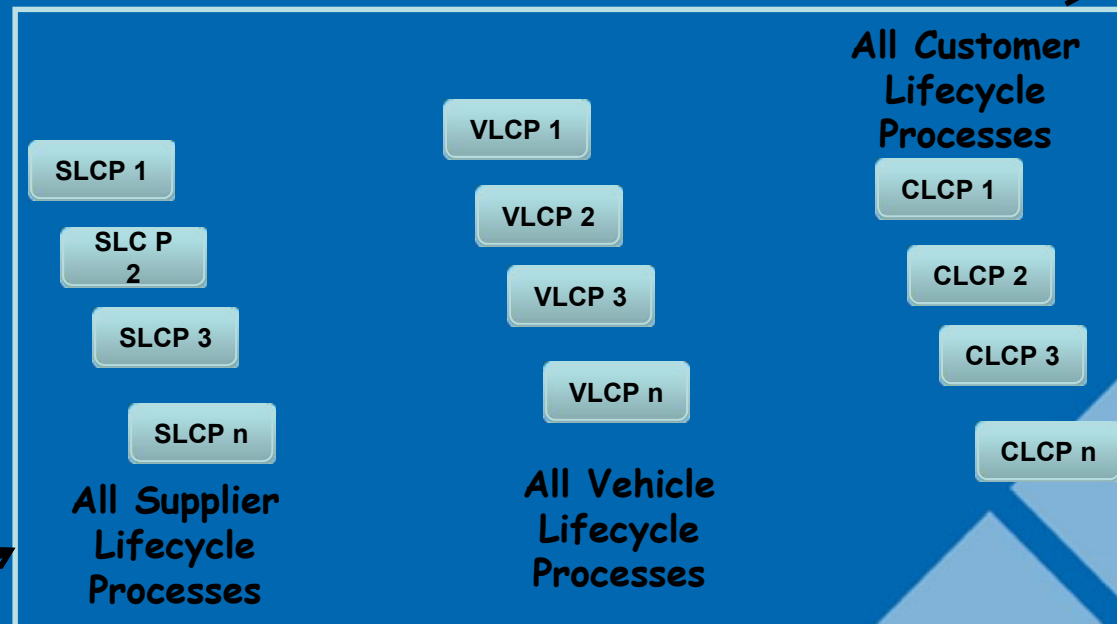 SLCP 1
SLC P
2
SLCP 3
SLCP n
All Supplier
Lifecycle
Processes
VLCP 1
VLCP 2
VLCP 3
VLCP n
All Vehicle
Lifecycle
Processes
All Customer
Lifecycle
Processes
CLCP 1
CLCP 2
CLCP 3
CLCP n